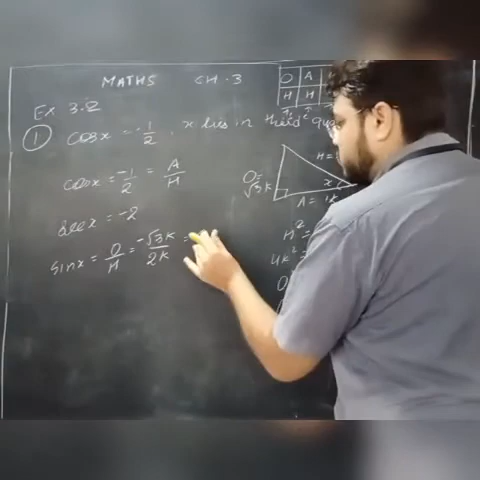 MATHS CH-3
O A
H H
Ex 3.2
① cosx = -1/2, x lies in third
cosx = -1/2 = A/H
H =
O = √3k
x
A = 1k
secx = -2
H² =
4k² =
sinx = O/H = -√3k/2k =